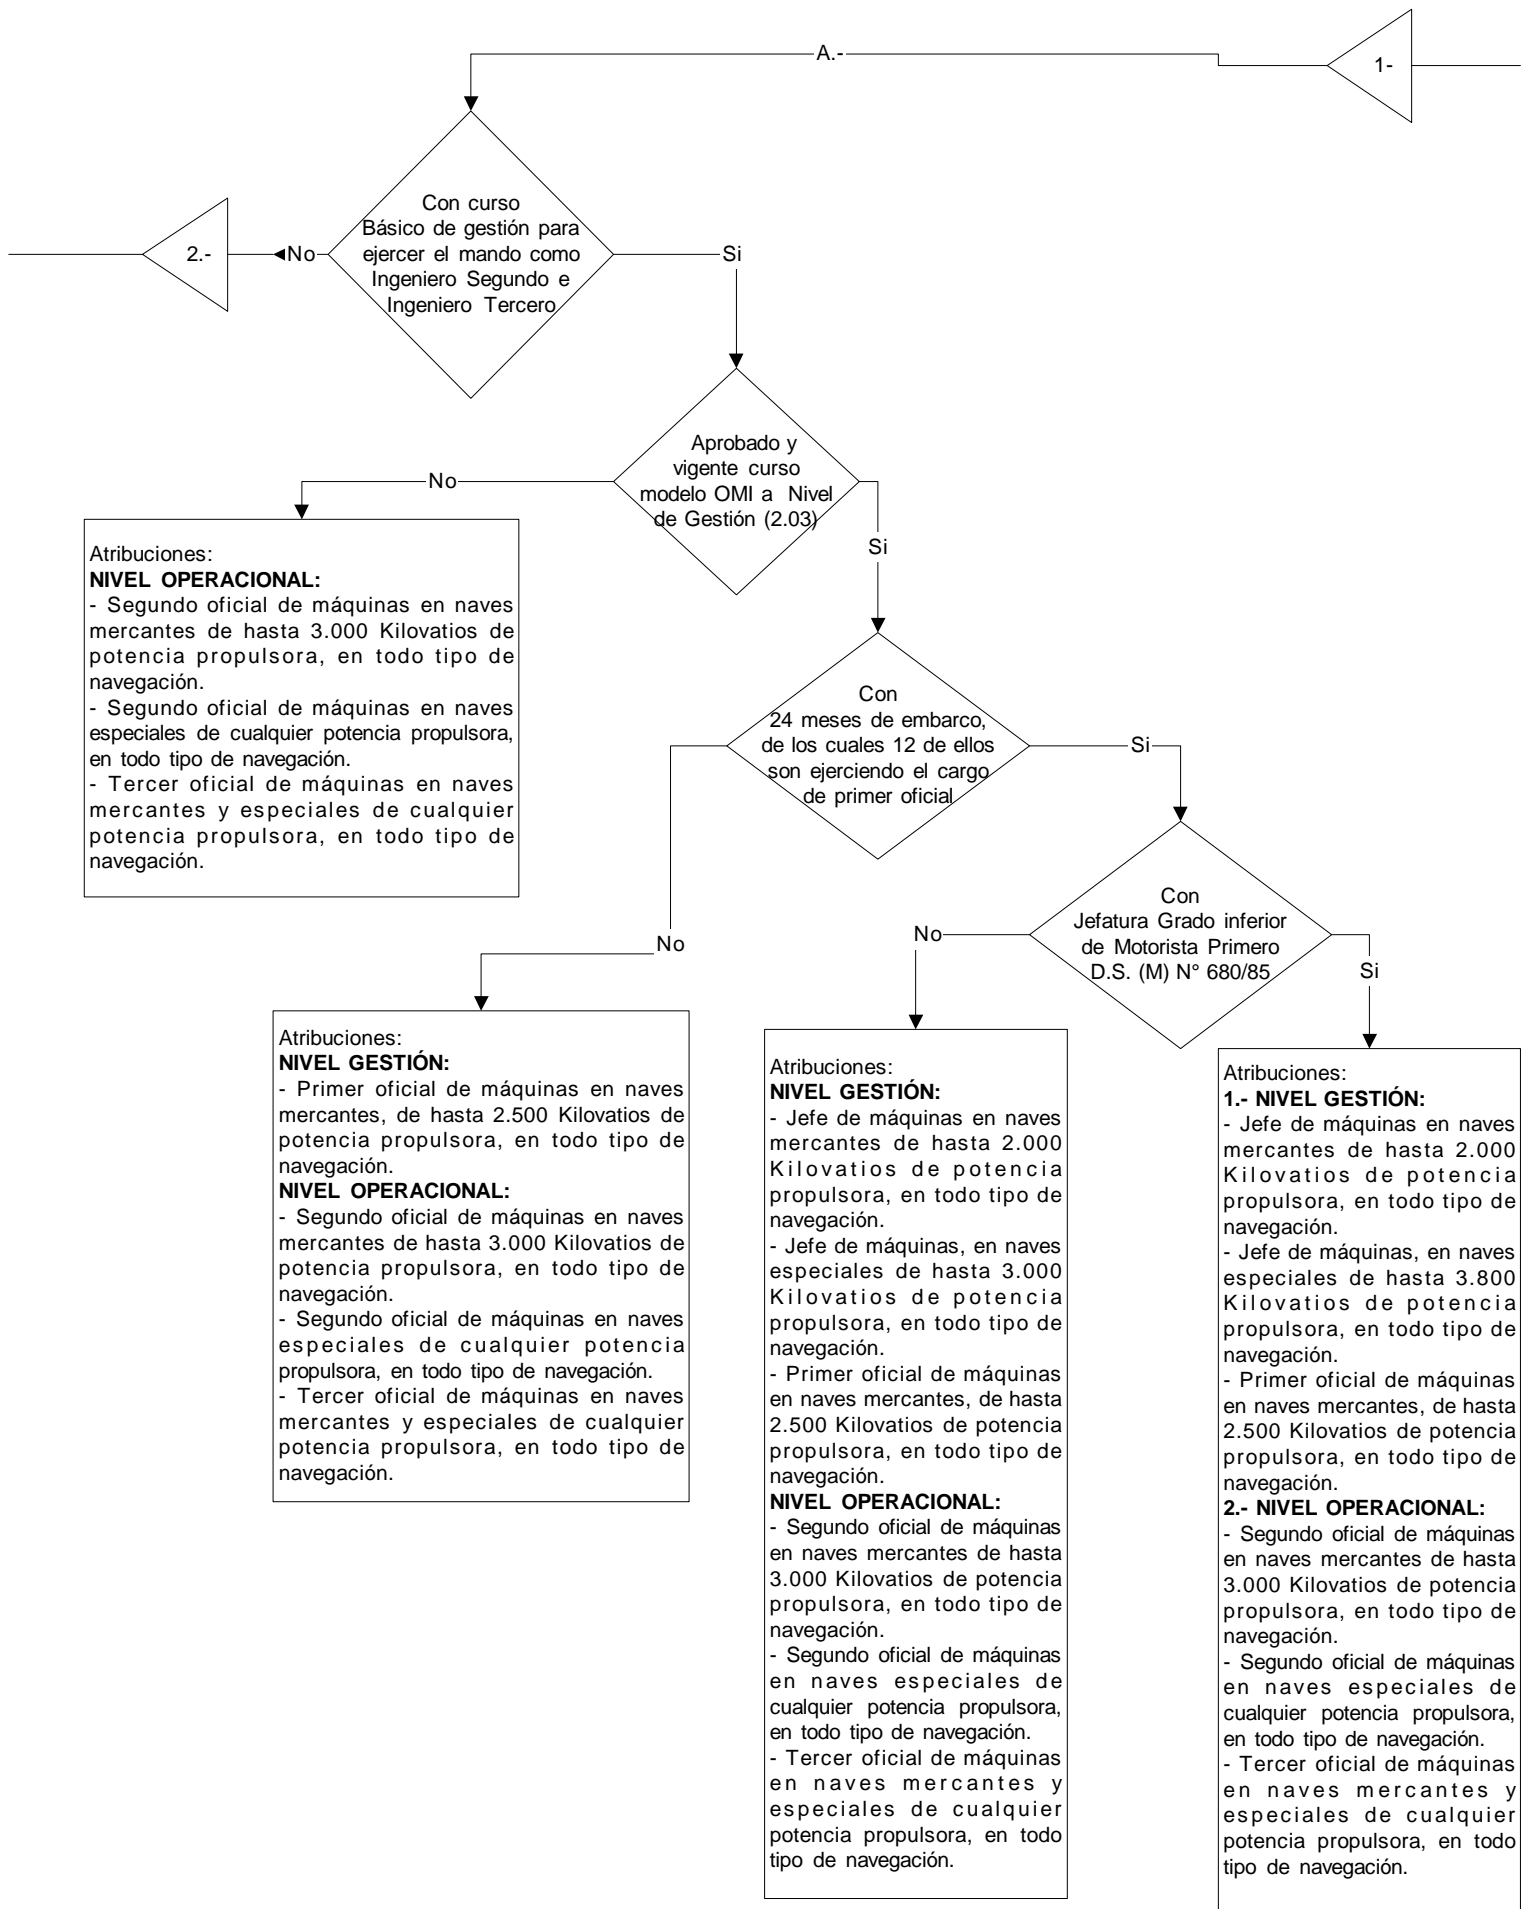 A.-
1-
Con curso
Básico de gestión para
ejercer el mando como
Ingeniero Segundo e
Ingeniero Tercero
2.-
No
Si
Aprobado y
vigente curso
modelo OMI a Nivel
de Gestión (2.03)
No
Si
Atribuciones:
NIVEL OPERACIONAL:
- Segundo oficial de máquinas en naves
mercantes de hasta 3.000 Kilovatios de
potencia propulsora, en todo tipo de
navegación.
- Segundo oficial de máquinas en naves
especiales de cualquier potencia propulsora,
en todo tipo de navegación.
- Tercer oficial de máquinas en naves
mercantes y especiales de cualquier
potencia propulsora, en todo tipo de
navegación.
Con
24 meses de embarco,
de los cuales 12 de ellos
son ejerciendo el cargo
de primer oficial
Si
No
Con
Jefatura Grado inferior
de Motorista Primero
D.S. (M) N° 680/85
No
Si
Atribuciones:
NIVEL GESTIÓN:
- Primer oficial de máquinas en naves
mercantes, de hasta 2.500 Kilovatios de
potencia propulsora, en todo tipo de
navegación.
NIVEL OPERACIONAL:
- Segundo oficial de máquinas en naves
mercantes de hasta 3.000 Kilovatios de
potencia propulsora, en todo tipo de
navegación.
- Segundo oficial de máquinas en naves
especiales de cualquier potencia
propulsora, en todo tipo de navegación.
- Tercer oficial de máquinas en naves
mercantes y especiales de cualquier
potencia propulsora, en todo tipo de
navegación.
Atribuciones:
NIVEL GESTIÓN:
- Jefe de máquinas en naves
mercantes de hasta 2.000
Kilovatios de potencia
propulsora, en todo tipo de
navegación.
- Jefe de máquinas, en naves
especiales de hasta 3.000
Kilovatios de potencia
propulsora, en todo tipo de
navegación.
- Primer oficial de máquinas
en naves mercantes, de hasta
2.500 Kilovatios de potencia
propulsora, en todo tipo de
navegación.
NIVEL OPERACIONAL:
- Segundo oficial de máquinas
en naves mercantes de hasta
3.000 Kilovatios de potencia
propulsora, en todo tipo de
navegación.
- Segundo oficial de máquinas
en naves especiales de
cualquier potencia propulsora,
en todo tipo de navegación.
- Tercer oficial de máquinas
en naves mercantes y
especiales de cualquier
potencia propulsora, en todo
tipo de navegación.
Atribuciones:
1.- NIVEL GESTIÓN:
- Jefe de máquinas en naves
mercantes de hasta 2.000
Kilovatios de potencia
propulsora, en todo tipo de
navegación.
- Jefe de máquinas, en naves
especiales de hasta 3.800
Kilovatios de potencia
propulsora, en todo tipo de
navegación.
- Primer oficial de máquinas
en naves mercantes, de hasta
2.500 Kilovatios de potencia
propulsora, en todo tipo de
navegación.
2.- NIVEL OPERACIONAL:
- Segundo oficial de máquinas
en naves mercantes de hasta
3.000 Kilovatios de potencia
propulsora, en todo tipo de
navegación.
- Segundo oficial de máquinas
en naves especiales de
cualquier potencia propulsora,
en todo tipo de navegación.
- Tercer oficial de máquinas
en naves mercantes y
especiales de cualquier
potencia propulsora, en todo
tipo de navegación.